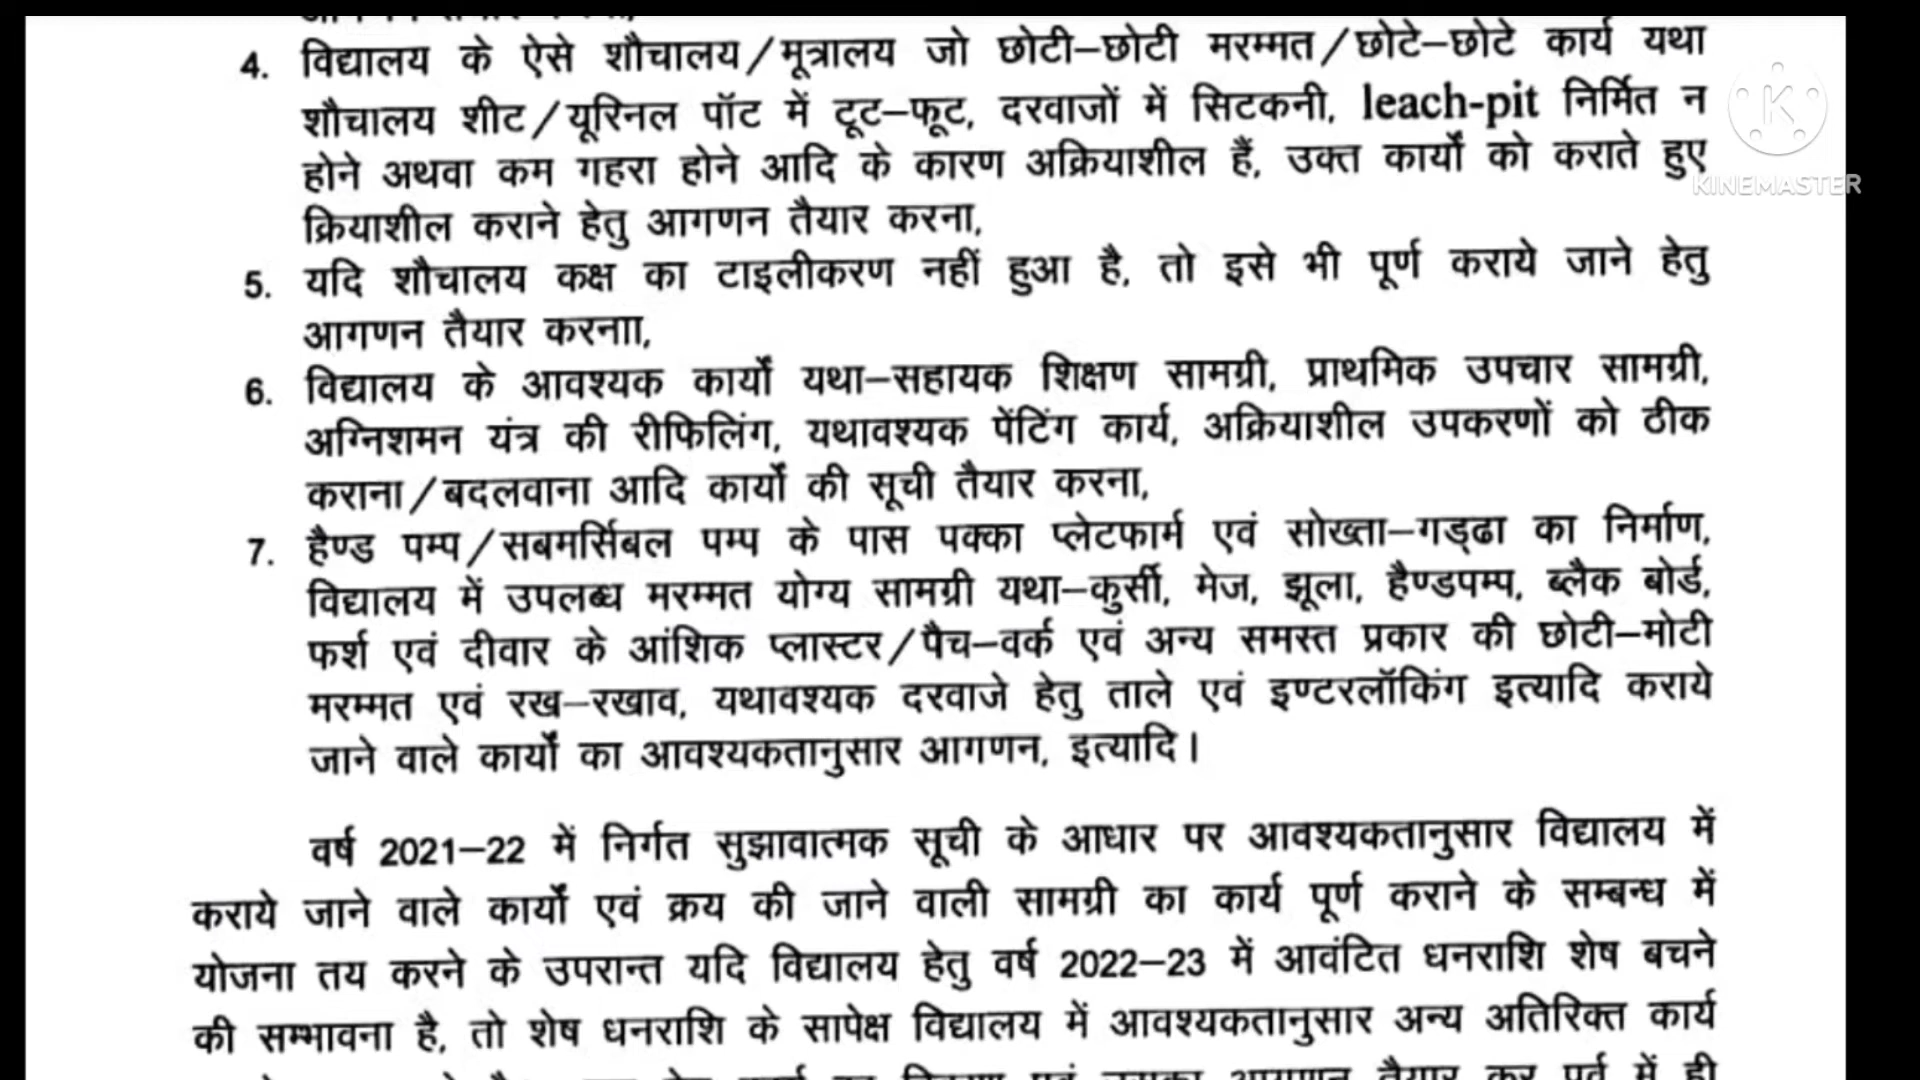 4. विद्यालय के ऐसे शौचालय/मूत्रालय जो छोटी–छोटी मरम्मत/छोटे–छोटे कार्य यथा
शौचालय शीट/यूरिनल पॉट में टूट–फूट, दरवाजों में सिटकनी, leach-pit निर्मित न
होने अथवा कम गहरा होने आदि के कारण अक्रियाशील हैं, उक्त कार्यों को कराते हुए
क्रियाशील कराने हेतु आगणन तैयार करना,
5. यदि शौचालय कक्ष का टाइलीकरण नहीं हुआ है, तो इसे भी पूर्ण कराये जाने हेतु
आगणन तैयार करनाा,
6. विद्यालय के आवश्यक कार्यों यथा–सहायक शिक्षण सामग्री, प्राथमिक उपचार सामग्री,
अग्निशमन यंत्र की रीफिलिंग, यथावश्यक पेंटिंग कार्य, अक्रियाशील उपकरणों को ठीक
कराना/बदलवाना आदि कार्यों की सूची तैयार करना,
7. हैण्ड पम्प/सबमर्सिबल पम्प के पास पक्का प्लेटफार्म एवं सोख्ता–गड्ढा का निर्माण,
विद्यालय में उपलब्ध मरम्मत योग्य सामग्री यथा–कुर्सी, मेज, झूला, हैण्डपम्प, ब्लैक बोर्ड,
फर्श एवं दीवार के आंशिक प्लास्टर/पैच–वर्क एवं अन्य समस्त प्रकार की छोटी–मोटी
मरम्मत एवं रख–रखाव, यथावश्यक दरवाजे हेतु ताले एवं इण्टरलॉकिंग इत्यादि कराये
जाने वाले कार्यों का आवश्यकतानुसार आगणन, इत्यादि।
वर्ष 2021–22 में निर्गत सुझावात्मक सूची के आधार पर आवश्यकतानुसार विद्यालय में
कराये जाने वाले कार्यों एवं क्रय की जाने वाली सामग्री का कार्य पूर्ण कराने के सम्बन्ध में
योजना तय करने के उपरान्त यदि विद्यालय हेतु वर्ष 2022–23 में आवंटित धनराशि शेष बचने
की सम्भावना है, तो शेष धनराशि के सापेक्ष विद्यालय में आवश्यकतानुसार अन्य अतिरिक्त कार्य
K
KINEMASTER